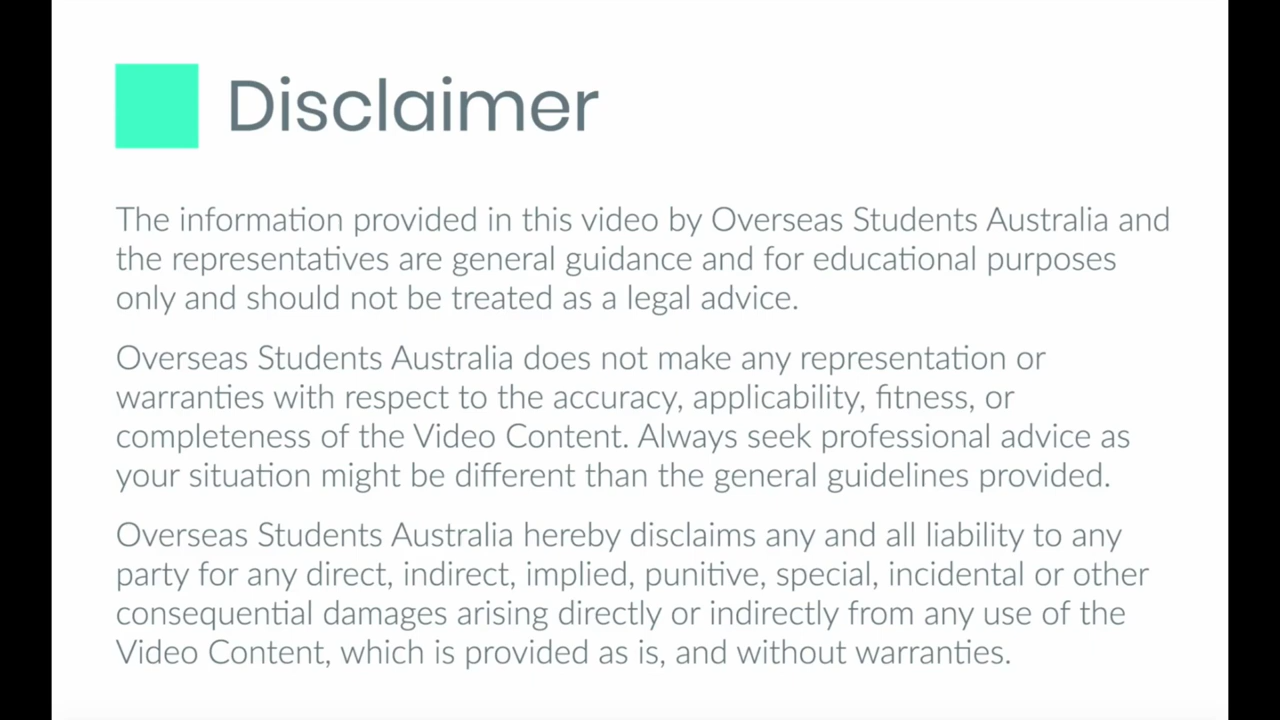 Disclaimer
The information provided in this video by Overseas Students Australia and
the representatives are general guidance and for educational purposes
only and should not be treated as a legal advice.
Overseas Students Australia does not make any representation or
warranties with respect to the accuracy, applicability, fitness, or
completeness of the Video Content. Always seek professional advice as
your situation might be different than the general guidelines provided.
Overseas Students Australia hereby disclaims any and all liability to any
party for any direct, indirect, implied, punitive, special, incidental or other
consequential damages arising directly or indirectly from any use of the
Video Content, which is provided as is, and without warranties.